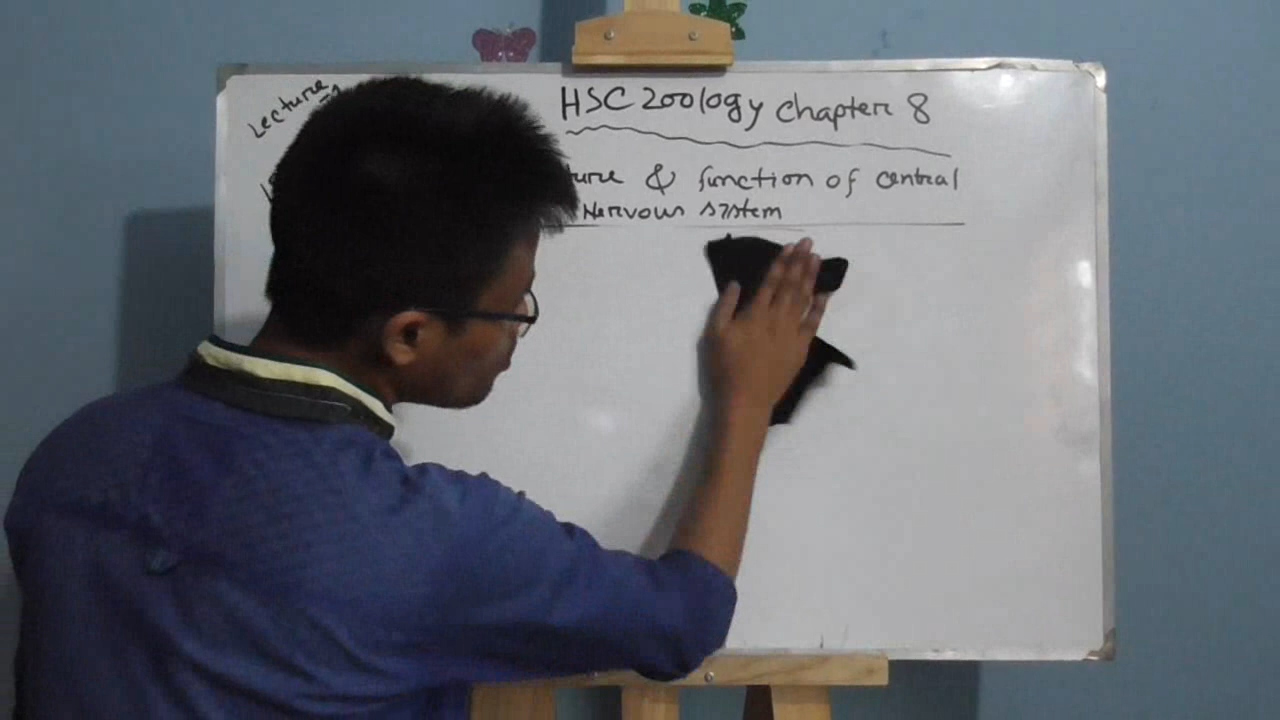 Lecture
HSC Zoology Chapter 8
ture & function of central
Nervous system